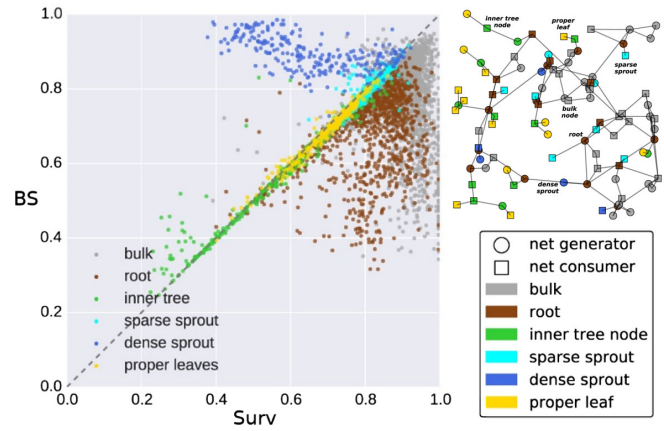 1.0
0.8
0.6
BS
0.4
0.2
0.0
0.0
0.2
0.4
0.6
0.8
1.0
Surv
bulk
root
inner tree
sparse sprout
dense sprout
proper leaves
inner tree
node
proper
leaf
sparse
sprout
bulk
node
root
dense
sprout
net generator
net consumer
bulk
root
inner tree node
sparse sprout
dense sprout
proper leaf